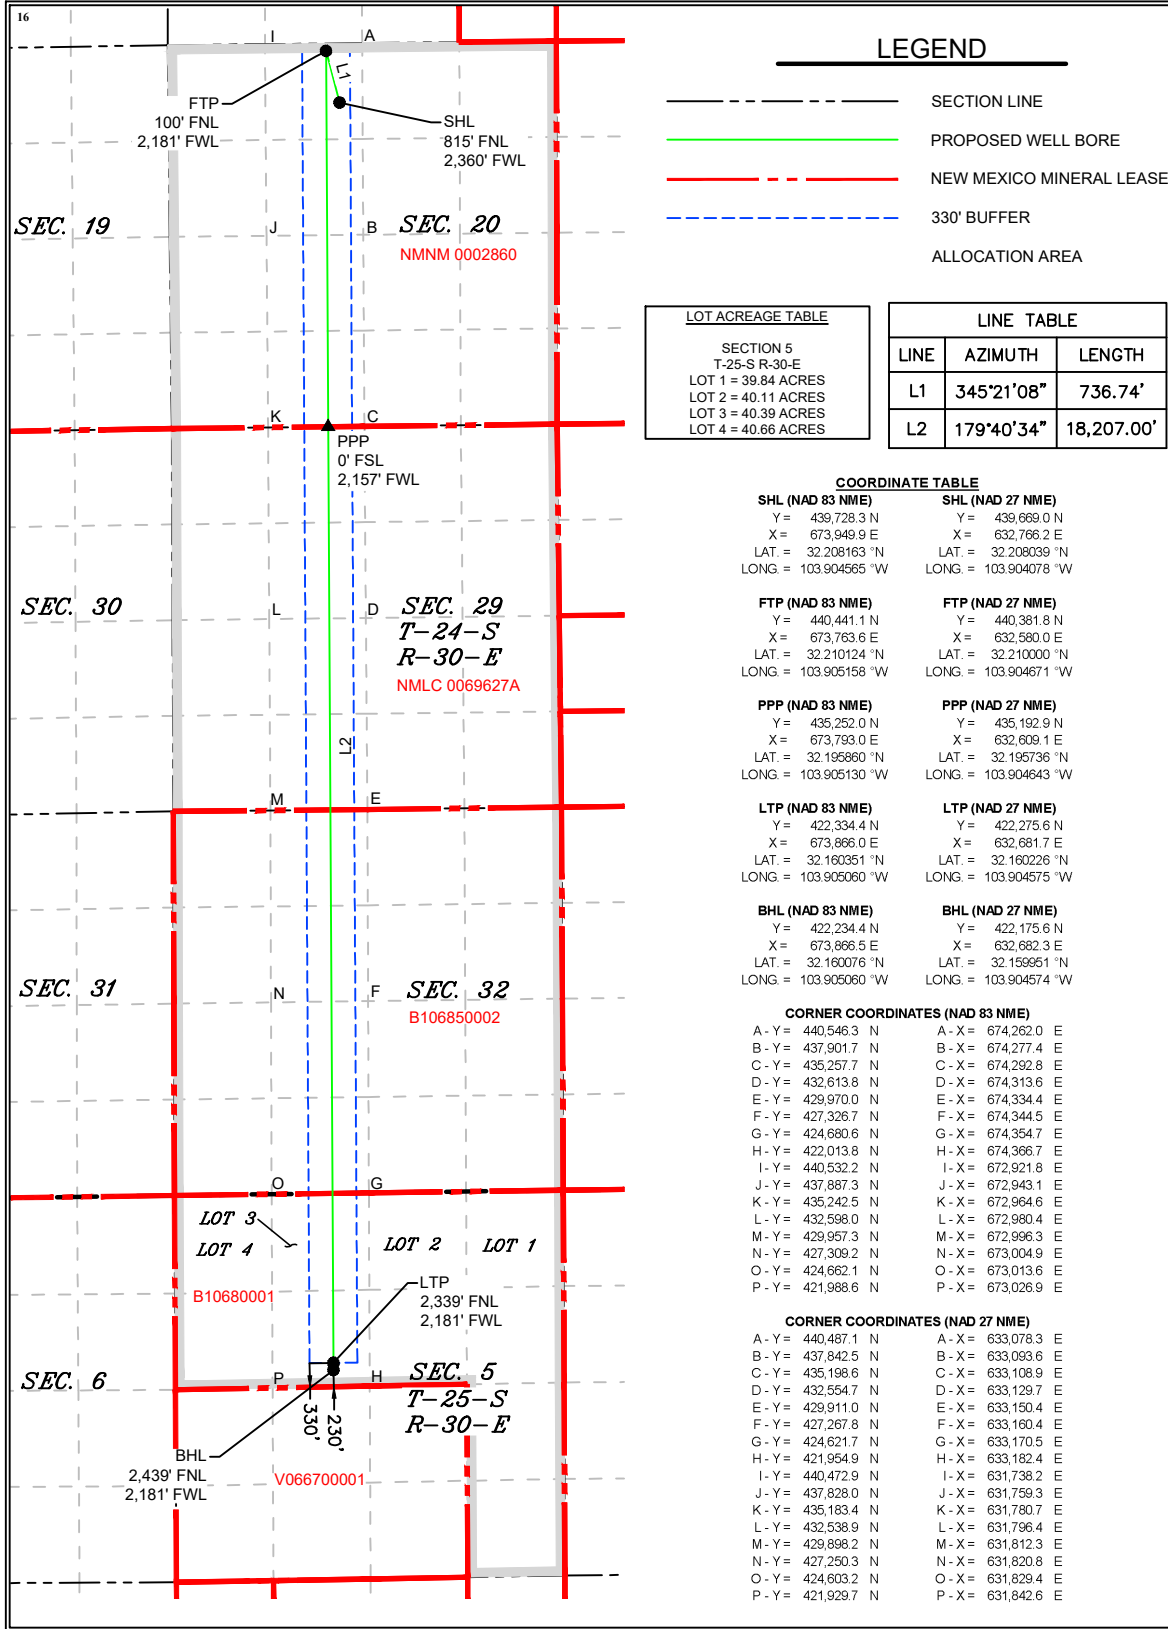 16
I A
L1
FTP
100' FNL
2,181' FWL
SHL
815' FNL
2,360' FWL
SEC. 19
J B
SEC. 20
NMNM 0002860
K C
PPP
0' FSL
2,157' FWL
SEC. 30
L D
SEC. 29
T-24-S
R-30-E
NMLC 0069627A
L2
M E
SEC. 31
N F
SEC. 32
B106850002
O G
LOT 3
LOT 4
LOT 2 LOT 1
B10680001
LTP
2,339' FNL
2,181' FWL
SEC. 6
P H
SEC. 5
T-25-S
R-30-E
330'
230'
BHL
2,439' FNL
2,181' FWL
V066700001
LEGEND
SECTION LINE
PROPOSED WELL BORE
NEW MEXICO MINERAL LEASE
330' BUFFER
ALLOCATION AREA
LOT ACREAGE TABLE
SECTION 5
T-25-S R-30-E
LOT 1 = 39.84 ACRES
LOT 2 = 40.11 ACRES
LOT 3 = 40.39 ACRES
LOT 4 = 40.66 ACRES
LINE TABLE
LINE AZIMUTH LENGTH
L1 345°21'08" 736.74'
L2 179°40'34" 18,207.00'
COORDINATE TABLE
SHL (NAD 83 NME) SHL (NAD 27 NME)
Y = 439,728.3 N Y = 439,669.0 N
X = 673,949.9 E X = 632,766.2 E
LAT. = 32.208163 °N LAT. = 32.208039 °N
LONG. = 103.904565 °W LONG. = 103.904078 °W
FTP (NAD 83 NME) FTP (NAD 27 NME)
Y = 440,441.1 N Y = 440,381.8 N
X = 673,763.6 E X = 632,580.0 E
LAT. = 32.210124 °N LAT. = 32.210000 °N
LONG. = 103.905158 °W LONG. = 103.904671 °W
PPP (NAD 83 NME) PPP (NAD 27 NME)
Y = 435,252.0 N Y = 435,192.9 N
X = 673,793.0 E X = 632,609.1 E
LAT. = 32.195860 °N LAT. = 32.195736 °N
LONG. = 103.905130 °W LONG. = 103.904643 °W
LTP (NAD 83 NME) LTP (NAD 27 NME)
Y = 422,334.4 N Y = 422,275.6 N
X = 673,866.0 E X = 632,681.7 E
LAT. = 32.160351 °N LAT. = 32.160226 °N
LONG. = 103.905060 °W LONG. = 103.904575 °W
BHL (NAD 83 NME) BHL (NAD 27 NME)
Y = 422,234.4 N Y = 422,175.6 N
X = 673,866.5 E X = 632,682.3 E
LAT. = 32.160076 °N LAT. = 32.159951 °N
LONG. = 103.905060 °W LONG. = 103.904574 °W
CORNER COORDINATES (NAD 83 NME)
A - Y = 440,546.3 N A - X = 674,262.0 E
B - Y = 437,901.7 N B - X = 674,277.4 E
C - Y = 435,257.7 N C - X = 674,292.8 E
D - Y = 432,613.8 N D - X = 674,313.6 E
E - Y = 429,970.0 N E - X = 674,334.4 E
F - Y = 427,326.7 N F - X = 674,344.5 E
G - Y = 424,680.6 N G - X = 674,354.7 E
H - Y = 422,013.8 N H - X = 674,366.7 E
I - Y = 440,532.2 N I - X = 672,921.8 E
J - Y = 437,887.3 N J - X = 672,943.1 E
K - Y = 435,242.5 N K - X = 672,964.6 E
L - Y = 432,598.0 N L - X = 672,980.4 E
M - Y = 429,957.3 N M - X = 672,996.3 E
N - Y = 427,309.2 N N - X = 673,004.9 E
O - Y = 424,662.1 N O - X = 673,013.6 E
P - Y = 421,988.6 N P - X = 673,026.9 E
CORNER COORDINATES (NAD 27 NME)
A - Y = 440,487.1 N A - X = 633,078.3 E
B - Y = 437,842.5 N B - X = 633,093.6 E
C - Y = 435,198.6 N C - X = 633,108.9 E
D - Y = 432,554.7 N D - X = 633,129.7 E
E - Y = 429,911.0 N E - X = 633,150.4 E
F - Y = 427,267.8 N F - X = 633,160.4 E
G - Y = 424,621.7 N G - X = 633,170.5 E
H - Y = 421,954.9 N H - X = 633,182.4 E
I - Y = 440,472.9 N I - X = 631,738.2 E
J - Y = 437,828.0 N J - X = 631,759.3 E
K - Y = 435,183.4 N K - X = 631,780.7 E
L - Y = 432,538.9 N L - X = 631,796.4 E
M - Y = 429,898.2 N M - X = 631,812.3 E
N - Y = 427,250.3 N N - X = 631,820.8 E
O - Y = 424,603.2 N O - X = 631,829.4 E
P - Y = 421,929.7 N P - X = 631,842.6 E